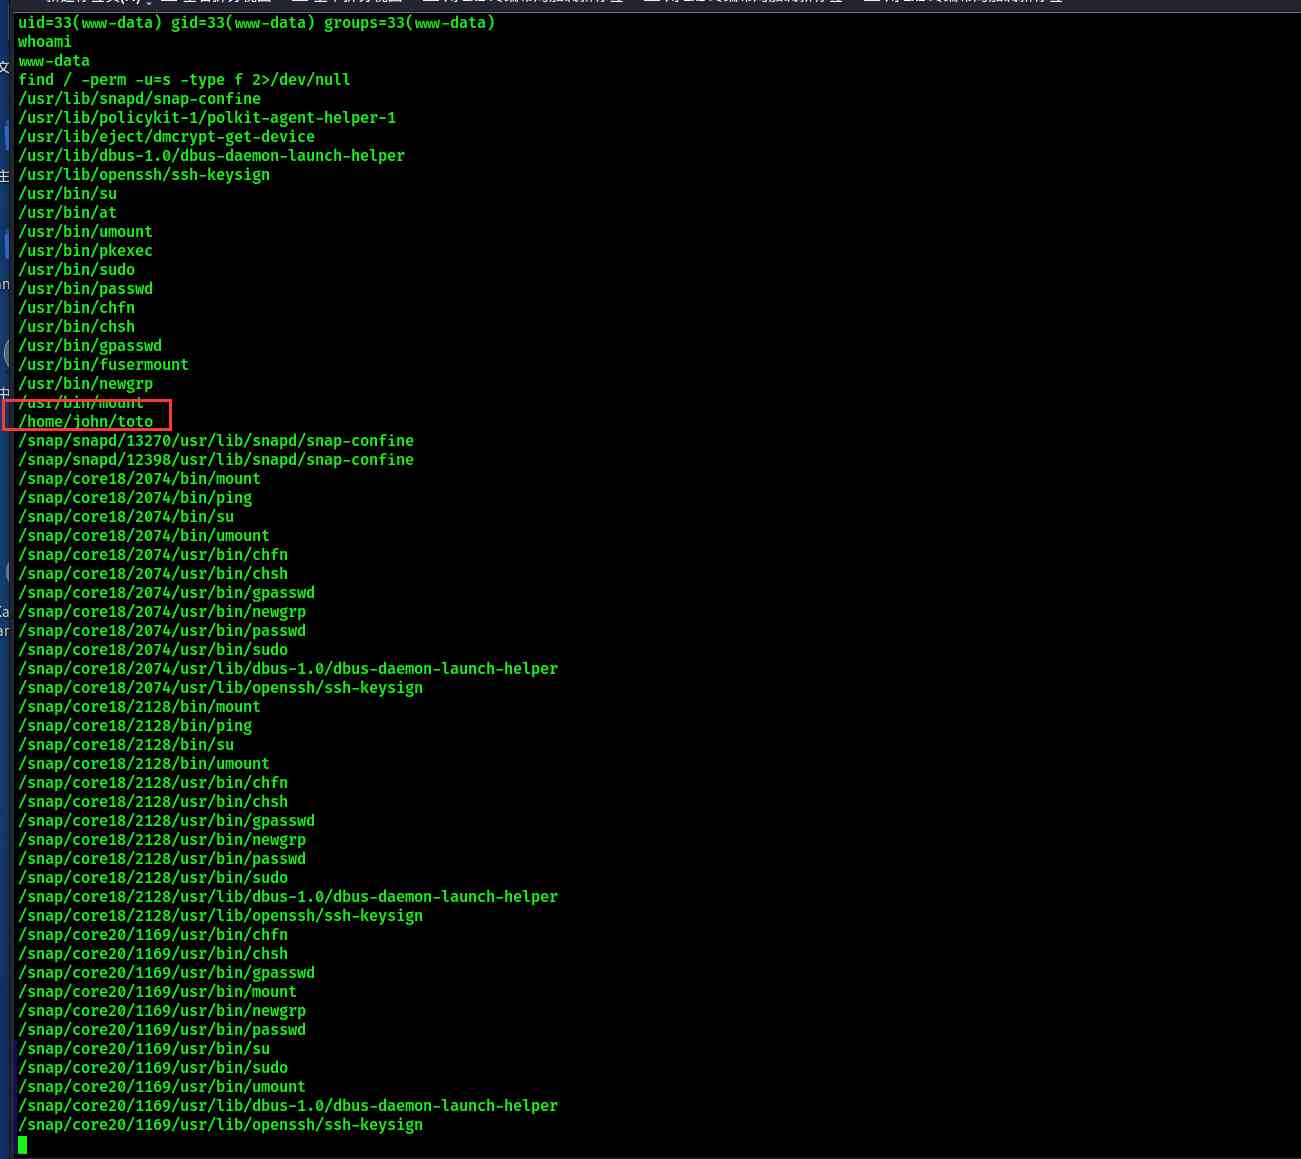 uid=33(www-data) gid=33(www-data) groups=33(www-data)
whoami
www-data
find / -perm -u=s -type f 2>/dev/null
/usr/lib/snapd/snap-confine
/usr/lib/policykit-1/polkit-agent-helper-1
/usr/lib/eject/dmcrypt-get-device
/usr/lib/dbus-1.0/dbus-daemon-launch-helper
/usr/lib/openssh/ssh-keysign
/usr/bin/su
/usr/bin/at
/usr/bin/umount
/usr/bin/pkexec
/usr/bin/sudo
/usr/bin/passwd
/usr/bin/chfn
/usr/bin/chsh
/usr/bin/gpasswd
/usr/bin/fusermount
/usr/bin/newgrp
/usr/bin/mount
/home/john/toto
/snap/snapd/13270/usr/lib/snapd/snap-confine
/snap/snapd/12398/usr/lib/snapd/snap-confine
/snap/core18/2074/bin/mount
/snap/core18/2074/bin/ping
/snap/core18/2074/bin/su
/snap/core18/2074/bin/umount
/snap/core18/2074/usr/bin/chfn
/snap/core18/2074/usr/bin/chsh
/snap/core18/2074/usr/bin/gpasswd
/snap/core18/2074/usr/bin/newgrp
/snap/core18/2074/usr/bin/passwd
/snap/core18/2074/usr/bin/sudo
/snap/core18/2074/usr/lib/dbus-1.0/dbus-daemon-launch-helper
/snap/core18/2074/usr/lib/openssh/ssh-keysign
/snap/core18/2128/bin/mount
/snap/core18/2128/bin/ping
/snap/core18/2128/bin/su
/snap/core18/2128/bin/umount
/snap/core18/2128/usr/bin/chfn
/snap/core18/2128/usr/bin/chsh
/snap/core18/2128/usr/bin/gpasswd
/snap/core18/2128/usr/bin/newgrp
/snap/core18/2128/usr/bin/passwd
/snap/core18/2128/usr/bin/sudo
/snap/core18/2128/usr/lib/dbus-1.0/dbus-daemon-launch-helper
/snap/core18/2128/usr/lib/openssh/ssh-keysign
/snap/core20/1169/usr/bin/chfn
/snap/core20/1169/usr/bin/chsh
/snap/core20/1169/usr/bin/gpasswd
/snap/core20/1169/usr/bin/mount
/snap/core20/1169/usr/bin/newgrp
/snap/core20/1169/usr/bin/passwd
/snap/core20/1169/usr/bin/su
/snap/core20/1169/usr/bin/sudo
/snap/core20/1169/usr/bin/umount
/snap/core20/1169/usr/lib/dbus-1.0/dbus-daemon-launch-helper
/snap/core20/1169/usr/lib/openssh/ssh-keysign